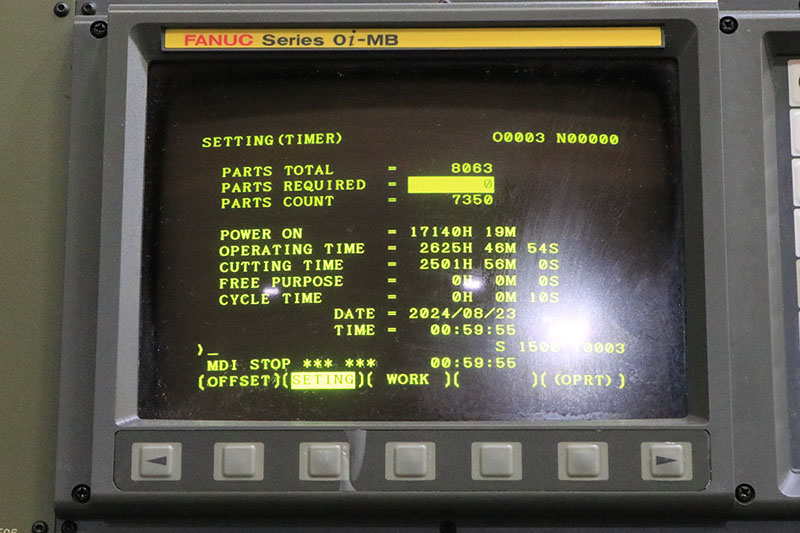 FANUC Series 0i-MB
SETTING(TIMER) O0003 N00000
PARTS TOTAL = 8063
PARTS REQUIRED = 0
PARTS COUNT = 7350
POWER ON = 17140H 19M
OPERATING TIME = 2625H 46M 54S
CUTTING TIME = 2501H 56M 0S
FREE PURPOSE = 0H 0M 0S
CYCLE TIME = 0H 0M 10S
DATE = 2024/08/23
TIME = 00:59:55
)_
S 1500 T0003
MDI STOP *** *** 00:59:55
(OFFSET)(SETING)( WORK )( )( (OPRT) )